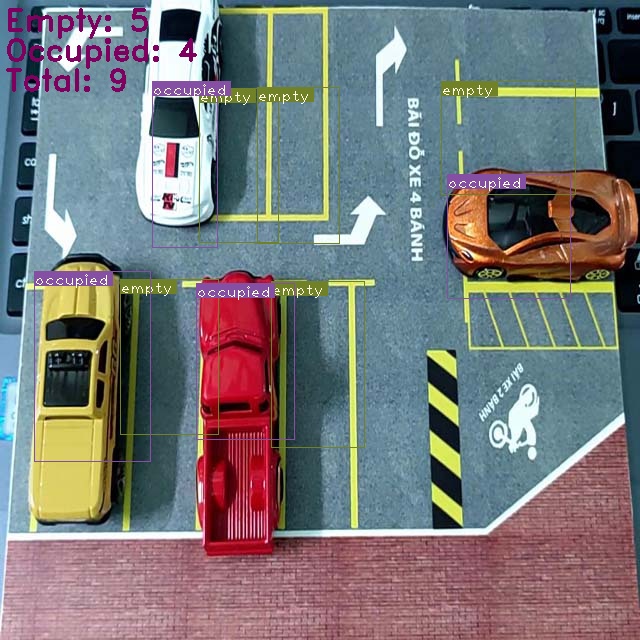 Empty: 5
Occupied: 4
Total: 9
occupied
empty
empty
empty
occupied
BÃI ĐỖ XE 4 BÁNH
occupied
empty
occupied
empty
BÃI XE 2 BÁNH